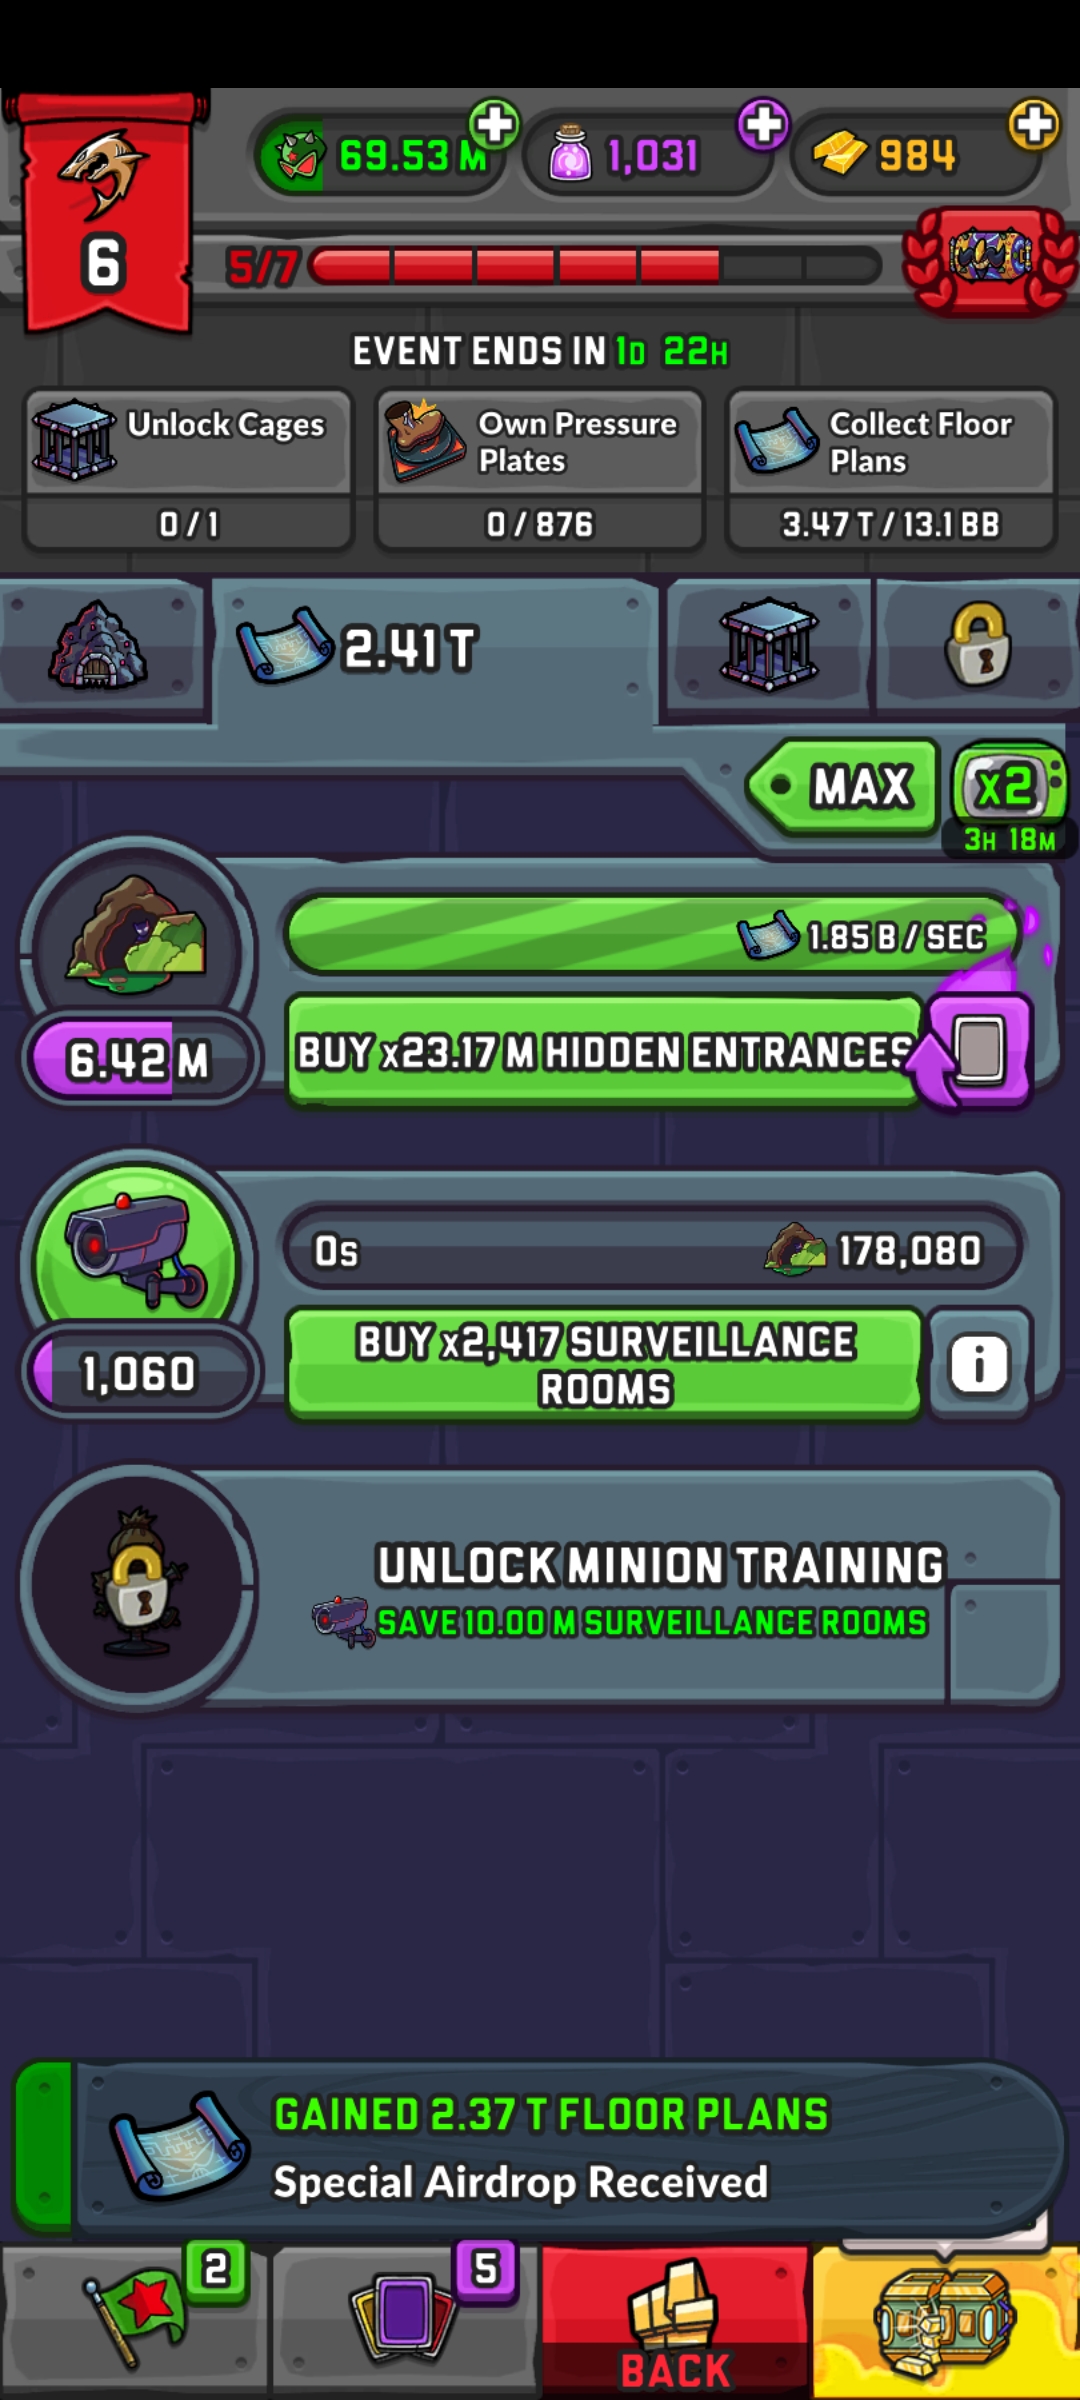 69.53 M
1,031
984
6
5/7
EVENT ENDS IN 1D 22H
Unlock Cages
0 / 1
Own Pressure
Plates
0 / 876
Collect Floor
Plans
3.47 T / 13.1 BB
2.41 T
MAX
x2
3H 18M
1.85 B / SEC
6.42 M
BUY x23.17 M HIDDEN ENTRANCES
0s
178,080
1,060
BUY x2,417 SURVEILLANCE
ROOMS
i
UNLOCK MINION TRAINING
SAVE 10.00 M SURVEILLANCE ROOMS
GAINED 2.37 T FLOOR PLANS
Special Airdrop Received
2
5
BACK